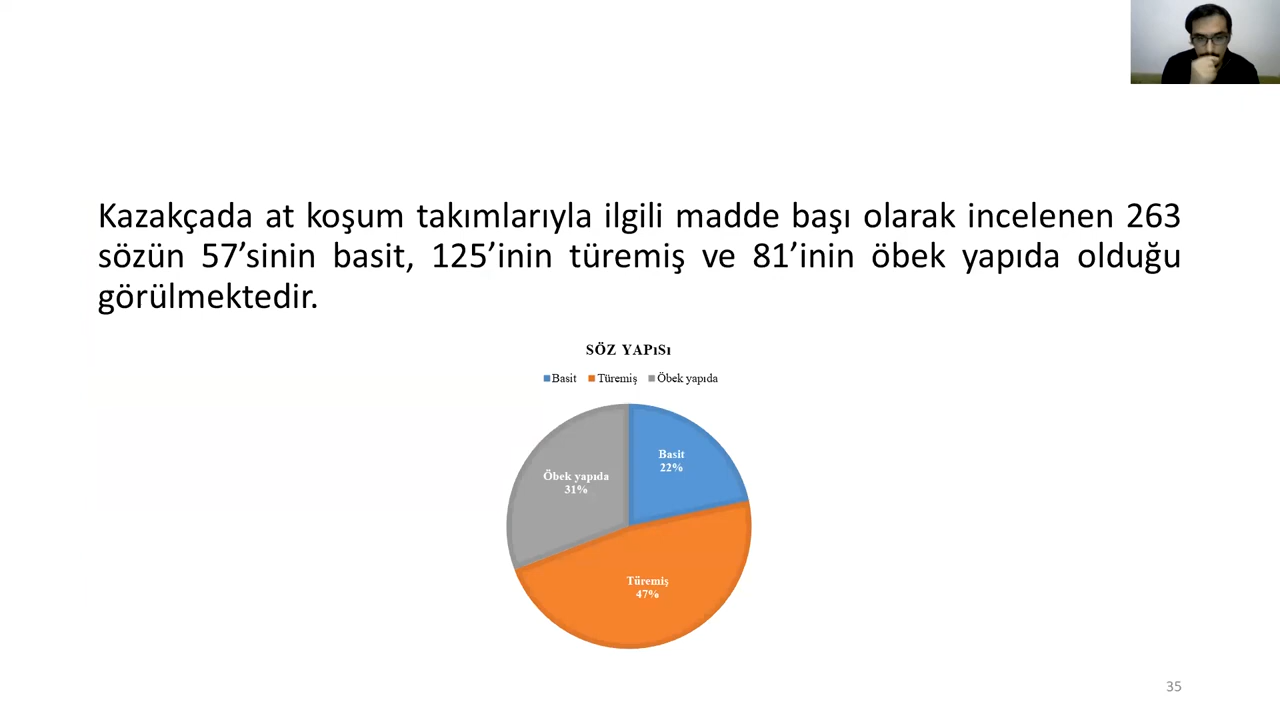 Kazakçada at koşum takımlarıyla ilgili madde başı olarak incelenen 263
sözün 57’sinin basit, 125’inin türemiş ve 81’inin öbek yapıda olduğu
görülmektedir.
SÖZ YAPıSı
Basit Türemiş Öbek yapıda
Basit
22%
Öbek yapıda
31%
Türemiş
47%
35